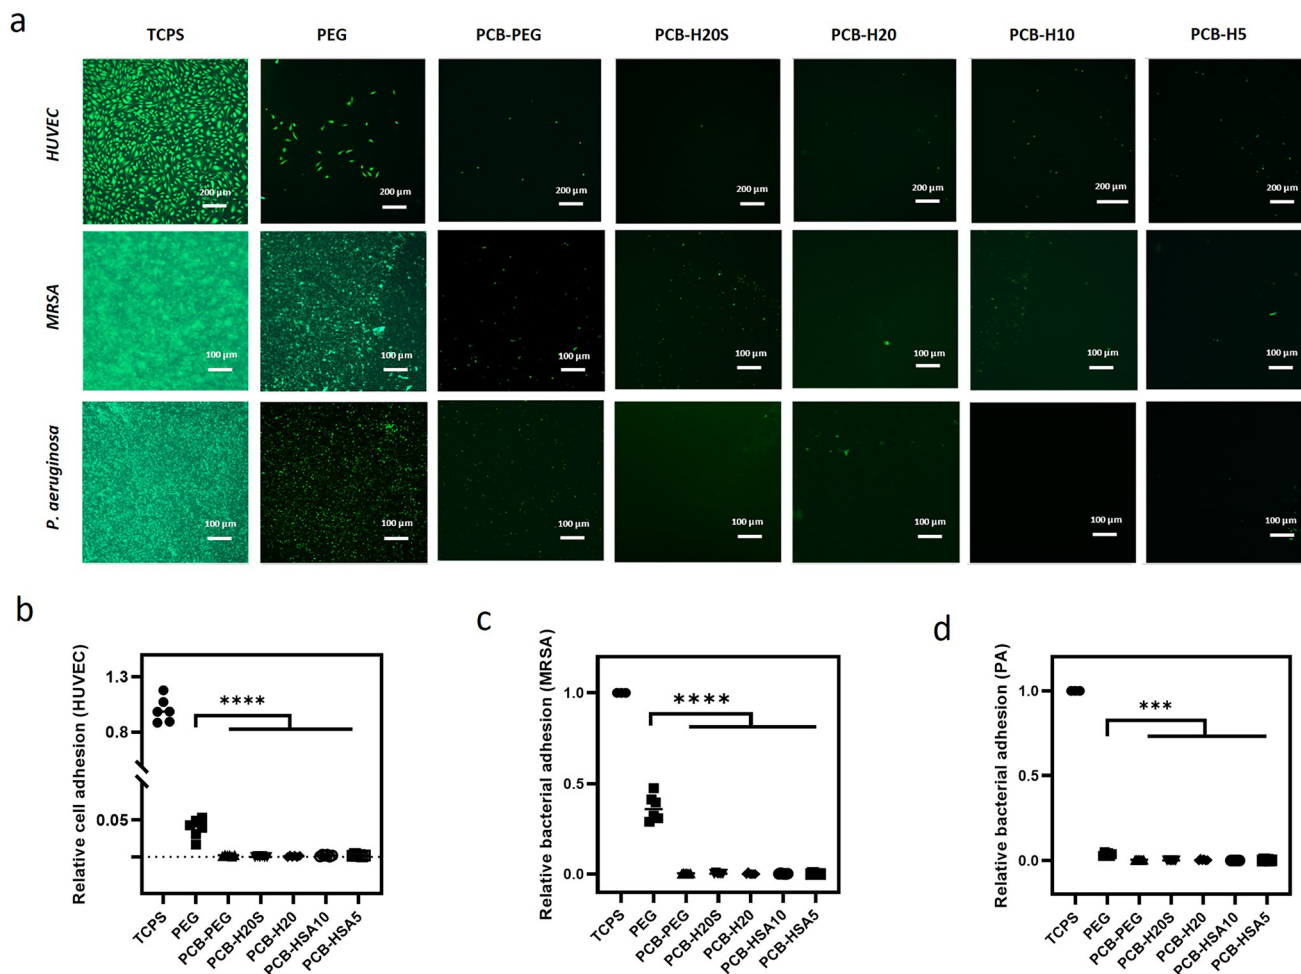 a
TCPS PEG PCB-PEG PCB-H20S PCB-H20 PCB-H10 PCB-H5
HUVEC
200 µm 200 µm 200 µm 200 µm 200 µm 200 µm 200 µm
MRSA
100 µm 100 µm 100 µm 100 µm 100 µm 100 µm 100 µm
P. aeruginosa
100 µm 100 µm 100 µm 100 µm 100 µm 100 µm 100 µm
b
Relative cell adhesion (HUVEC)
1.3
0.8
0.05
****
TCPS PEG PCB-PEG PCB-H20S PCB-H20 PCB-HSA10 PCB-HSA5
c
Relative bacterial adhesion (MRSA)
1.0
0.5
0.0
****
TCPS PEG PCB-PEG PCB-H20S PCB-H20 PCB-HSA10 PCB-HSA5
d
Relative bacterial adhesion (PA)
1.0
0.5
0.0
***
TCPS PEG PCB-PEG PCB-H20S PCB-H20 PCB-HSA10 PCB-HSA5